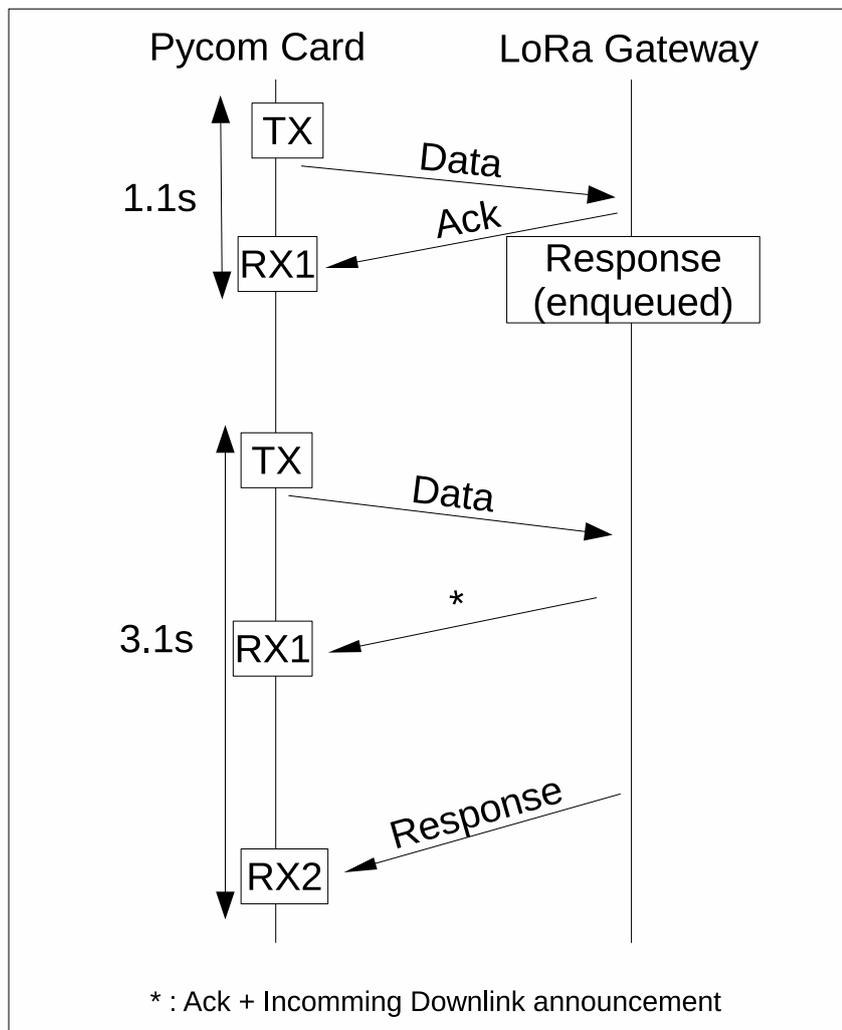 Pycom Card
LoRa Gateway
TX
Data
1.1s
Ack
RX1
Response
(enqueued)
TX
Data
*
3.1s
RX1
Response
RX2
* : Ack + Incomming Downlink announcement